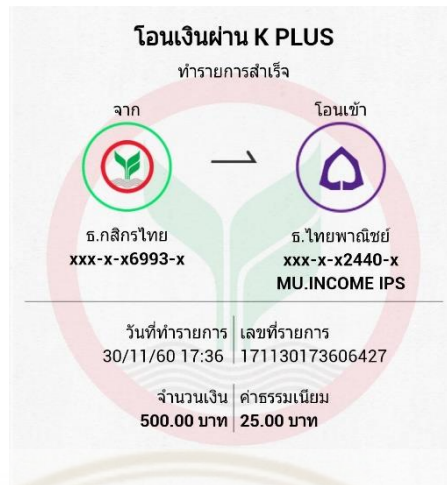 โอนเงินผ่าน K PLUS
ทำรายการสำเร็จ
จาก
โอนเข้า
ธ.กสิกรไทย
xxx-x-x6993-x
ธ.ไทยพาณิชย์
xxx-x-x2440-x
MU.INCOME IPS
วันที่ทำรายการ
30/11/60 17:36
เลขที่รายการ
171130173606427
จำนวนเงิน
500.00 บาท
ค่าธรรมเนียม
25.00 บาท